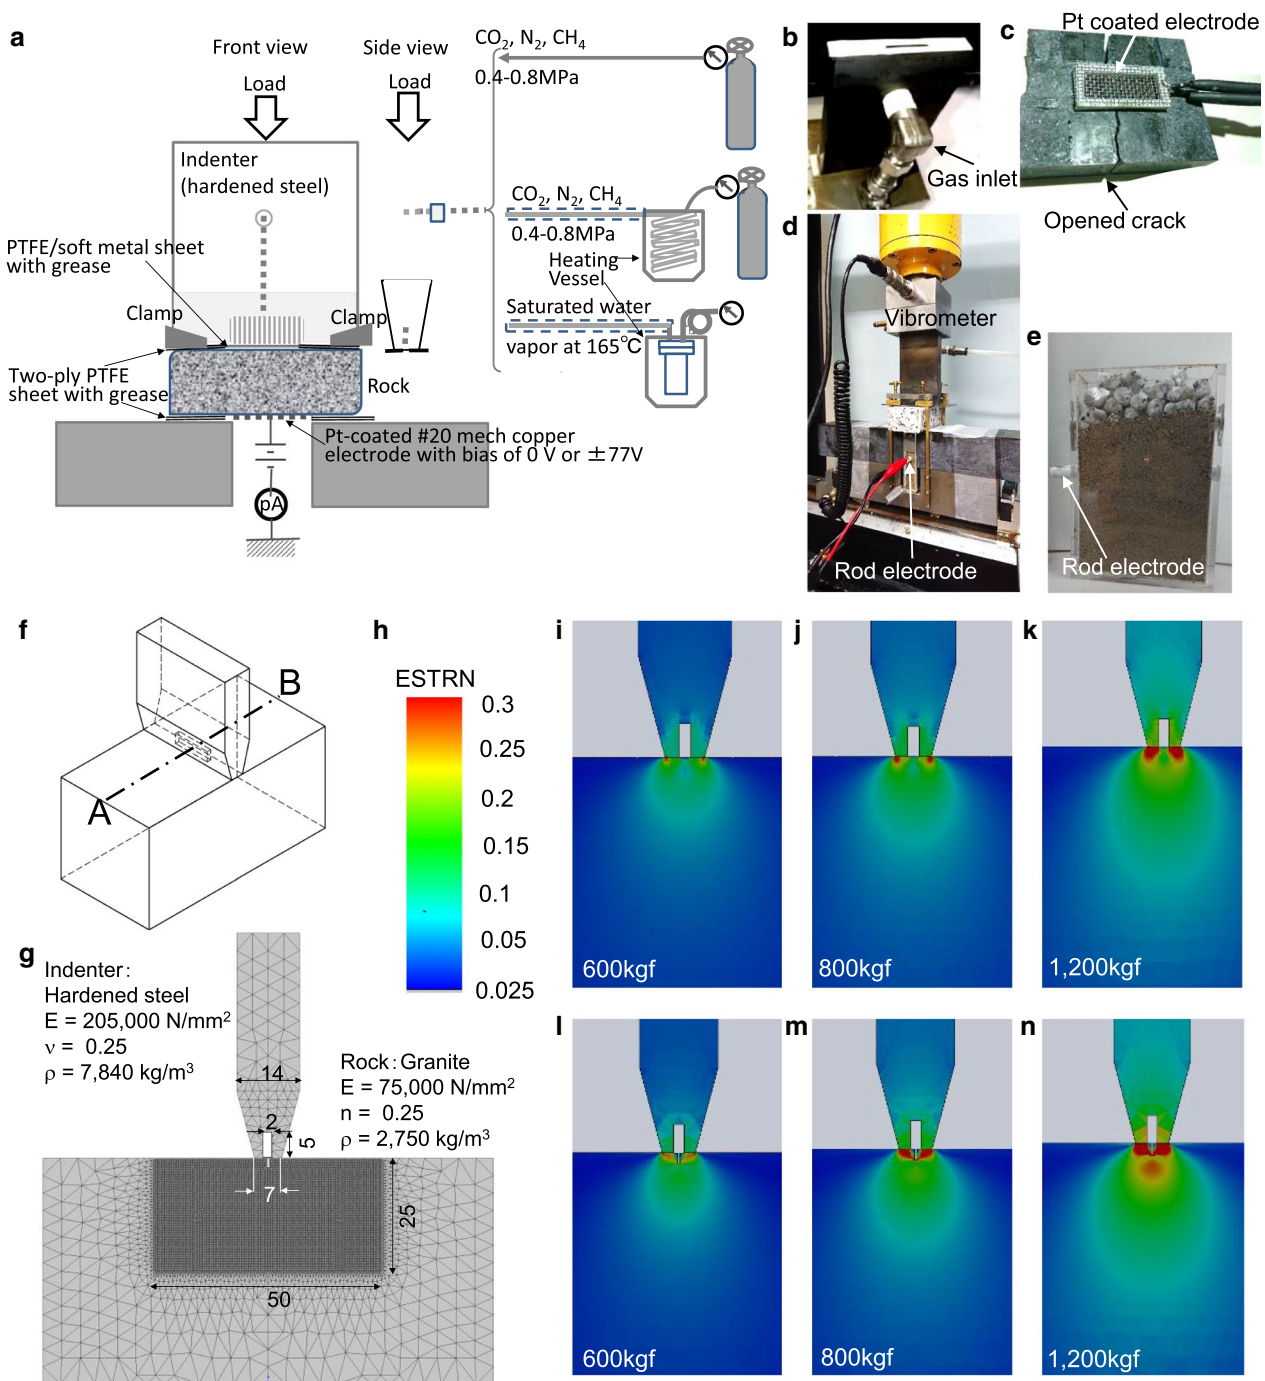 a
Front view
Side view
Load
Load
Indenter
(hardened steel)
PTFE/soft metal sheet
with grease
Clamp
Clamp
Two-ply PTFE
sheet with grease
Rock
Pt-coated #20 mech copper
electrode with bias of 0 V or ±77V
pA
CO2, N2, CH4
0.4-0.8MPa
CO2, N2, CH4
0.4-0.8MPa
Heating
Vessel
Saturated water
vapor at 165℃
b
Gas inlet
c
Pt coated electrode
Opened crack
d
Vibrometer
Rod electrode
e
Rod electrode
f
A
B
g
Indenter:
Hardened steel
E = 205,000 N/mm2
ν = 0.25
ρ = 7,840 kg/m3
Rock: Granite
E = 75,000 N/mm2
n = 0.25
ρ = 2,750 kg/m3
14
2
5
7
25
50
h
ESTRN
0.3
0.25
0.2
0.15
0.1
0.05
0.025
i
600kgf
j
800kgf
k
1,200kgf
l
600kgf
m
800kgf
n
1,200kgf